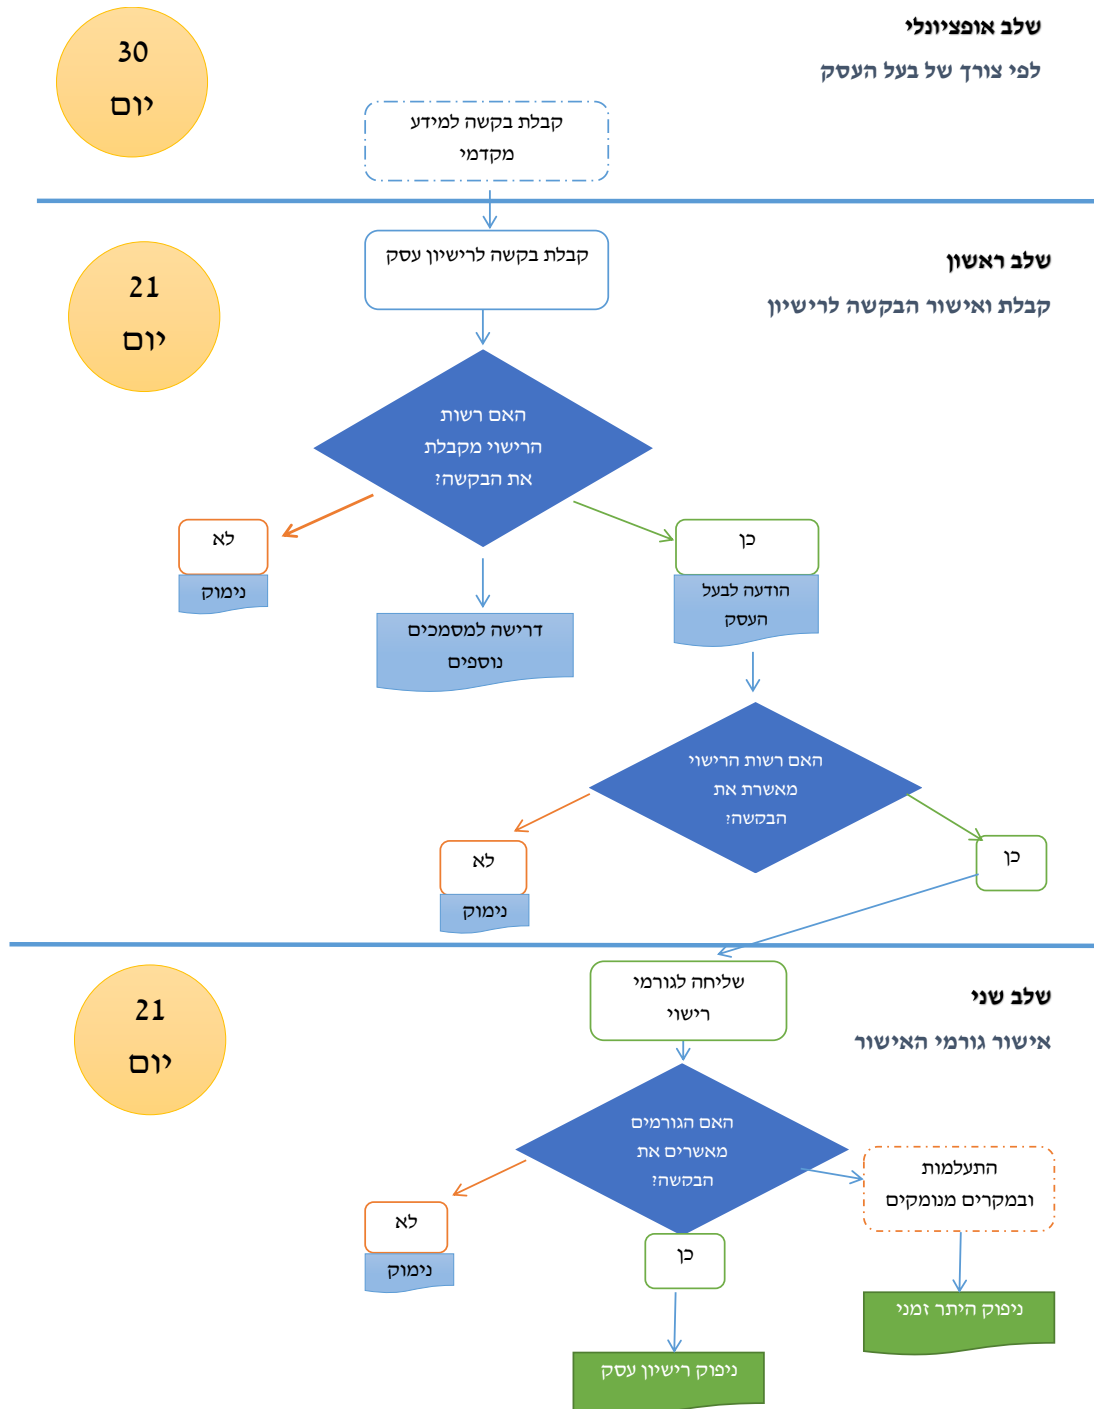 שלב אופציונלי
לפי צורך של בעל העסק
30
יום
קבלת בקשה למידע
מקדמי
שלב ראשון
קבלת ואישור הבקשה לרישיון
21
יום
קבלת בקשה לרישיון עסק
האם רשות
הרישוי מקבלת
את הבקשה?
כן
הודעה לבעל
העסק
דרישה למסמכים
נוספים
לא
נימוק
האם רשות הרישוי
מאשרת את
הבקשה?
כן
לא
נימוק
שלב שני
אישור גורמי האישור
21
יום
שליחה לגורמי
רישוי
האם הגורמים
מאשרים את
הבקשה?
התעלמות
ובמקרים מנומקים
לא
נימוק
כן
ניפוק היתר זמני
ניפוק רישיון עסק